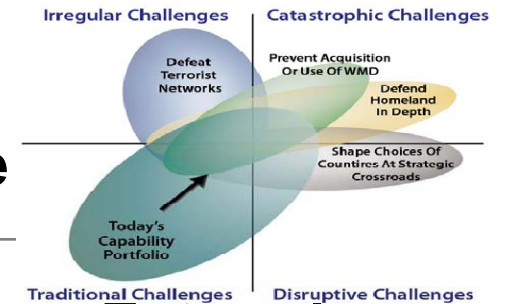 Irregular Challenges
Catastrophic Challenges
Defeat
Terrorist
Networks
Prevent Acquisition
Or Use Of WMD
Defend
Homeland
In Depth
e
Shape Choices Of
Countires At Strategic
Crossroads
Today's
Capability
Portfolio
Traditional Challenges
Disruptive Challenges